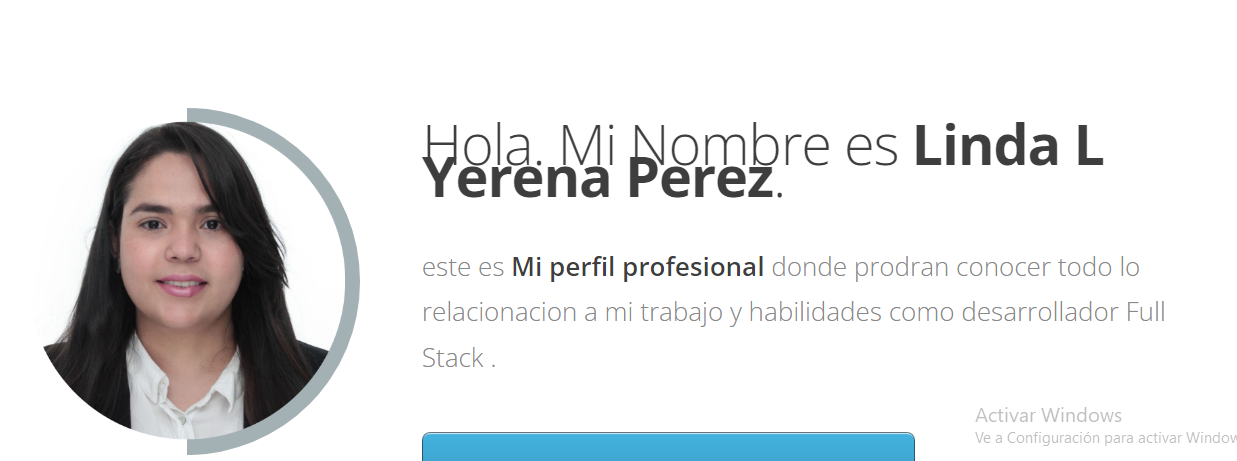 Hola. Mi Nombre es Linda L
Yerena Perez.
este es Mi perfil profesional donde prodran conocer todo lo
relacionacion a mi trabajo y habilidades como desarrollador Full
Stack .
Activar Windows
Ve a Configuración para activar Window